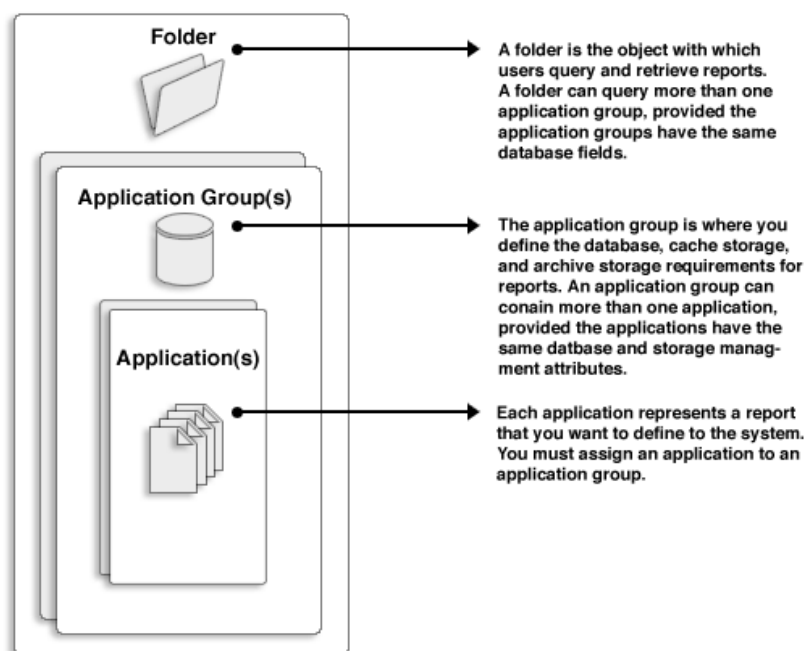 Folder
A folder is the object with which
users query and retrieve reports.
A folder can query more than one
application group, provided the
application groups have the same
database fields.
Application Group(s)
The application group is where you
define the database, cache storage,
and archive storage requirements for
reports. An application group can
conain more than one application,
provided the applications have the
same datbase and storage manag-
ment attributes.
Application(s)
Each application represents a report
that you want to define to the system.
You must assign an application to an
application group.